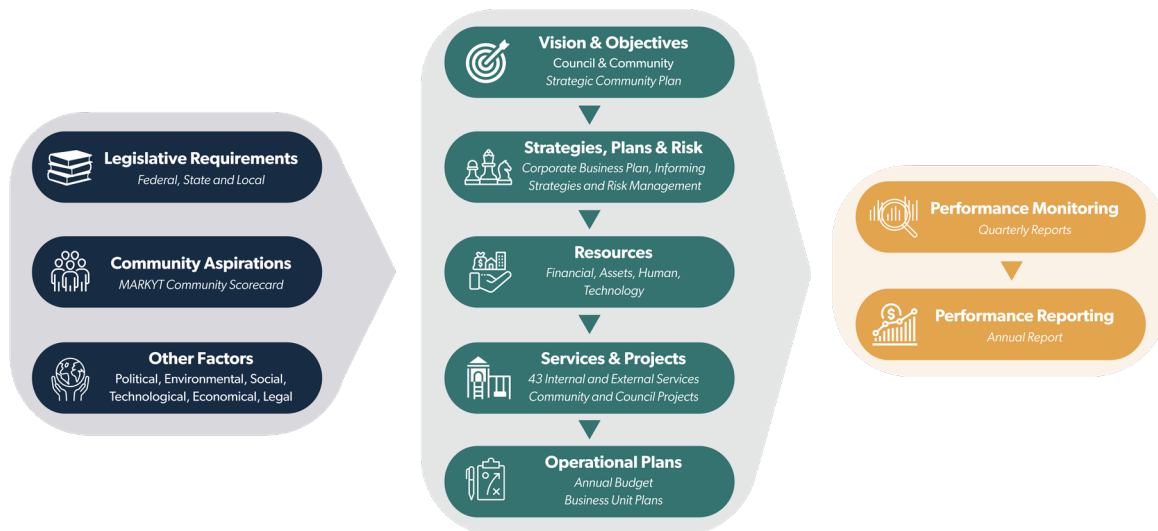 Legislative Requirements
Federal, State and Local
Community Aspirations
MARKYT Community Scorecard
Other Factors
Political, Environmental, Social,
Technological, Economical, Legal
Vision & Objectives
Council & Community
Strategic Community Plan
Strategies, Plans & Risk
Corporate Business Plan, Informing
Strategies and Risk Management
Resources
Financial, Assets, Human,
Technology
Services & Projects
43 Internal and External Services
Community and Council Projects
Operational Plans
Annual Budget
Business Unit Plans
Performance Monitoring
Quarterly Reports
Performance Reporting
Annual Report